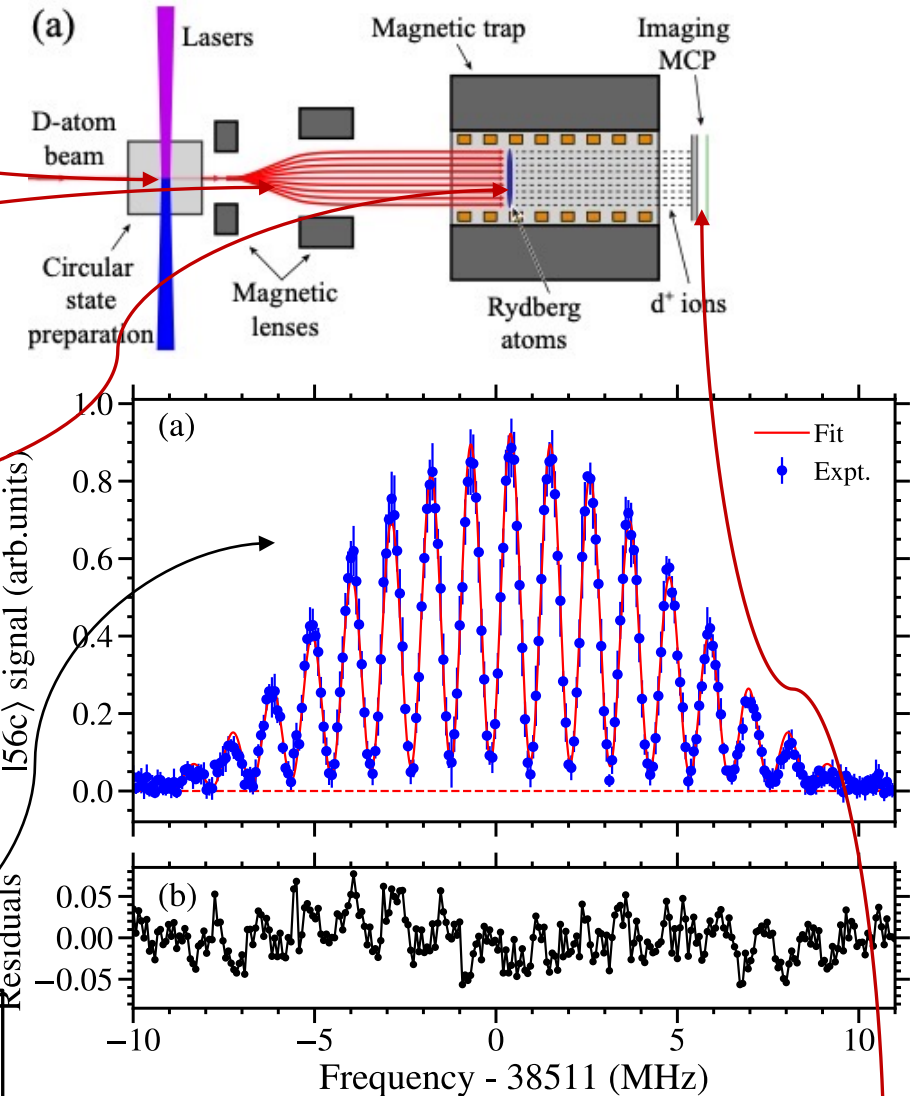 (a)
Lasers
Magnetic trap
Imaging
MCP
D-atom
beam
Circular
state
preparation
Magnetic
lenses
Rydberg
atoms
d⁺ ions
(a)
Fit
Expt.
1.0
0.8
0.6
0.4
0.2
0.0
|56c⟩ signal (arb.units)
(b)
0.05
0.00
−0.05
Residuals
−10
−5
0
5
10
Frequency - 38511 (MHz)